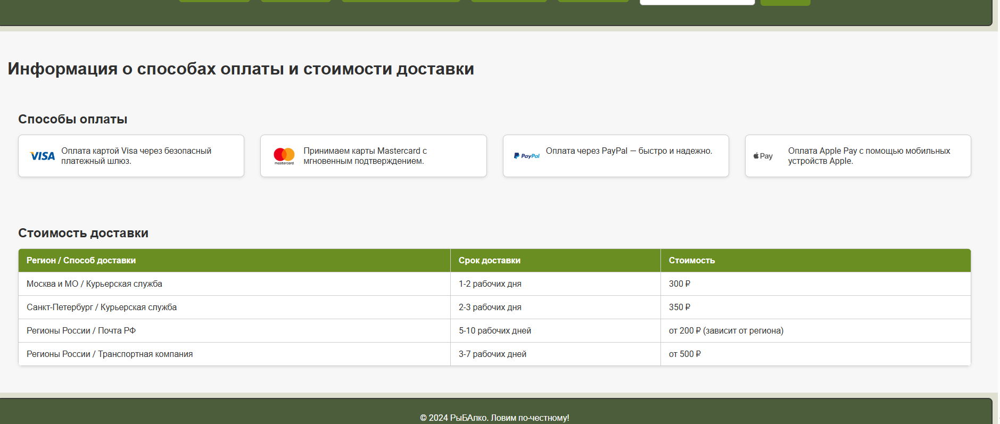 Информация о способах оплаты и стоимости доставки
Способы оплаты
VISA
Оплата картой Visa через безопасный
платежный шлюз.
mastercard
Принимаем карты Mastercard с
мгновенным подтверждением.
PayPal
Оплата через PayPal — быстро и надежно.
Pay
Оплата Apple Pay с помощью мобильных
устройств Apple.
Стоимость доставки
Регион / Способ доставки Срок доставки Стоимость
Москва и МО / Курьерская служба 1-2 рабочих дня 300 ₽
Санкт-Петербург / Курьерская служба 2-3 рабочих дня 350 ₽
Регионы России / Почта РФ 5-10 рабочих дней от 200 ₽ (зависит от региона)
Регионы России / Транспортная компания 3-7 рабочих дней от 500 ₽
© 2024 РыБАлко. Ловим по-честному!